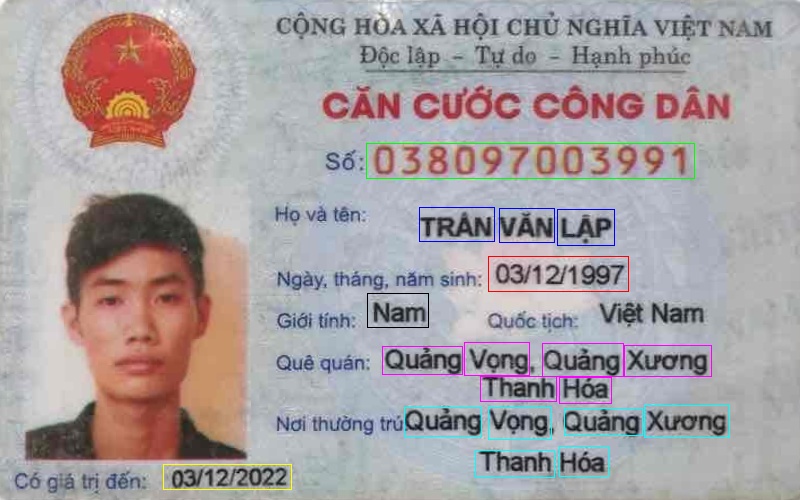 CỘNG HÒA XÃ HỘI CHỦ NGHĨA VIỆT NAM
Độc lập – Tự do – Hạnh phúc
CĂN CƯỚC CÔNG DÂN
Số: 038097003991
Họ và tên: TRẦN VĂN LẬP
Ngày, tháng, năm sinh: 03/12/1997
Giới tính: Nam Quốc tịch: Việt Nam
Quê quán: Quảng Vọng, Quảng Xương
Thanh Hóa
Nơi thường trú: Quảng Vọng, Quảng Xương
Thanh Hóa
Có giá trị đến: 03/12/2022